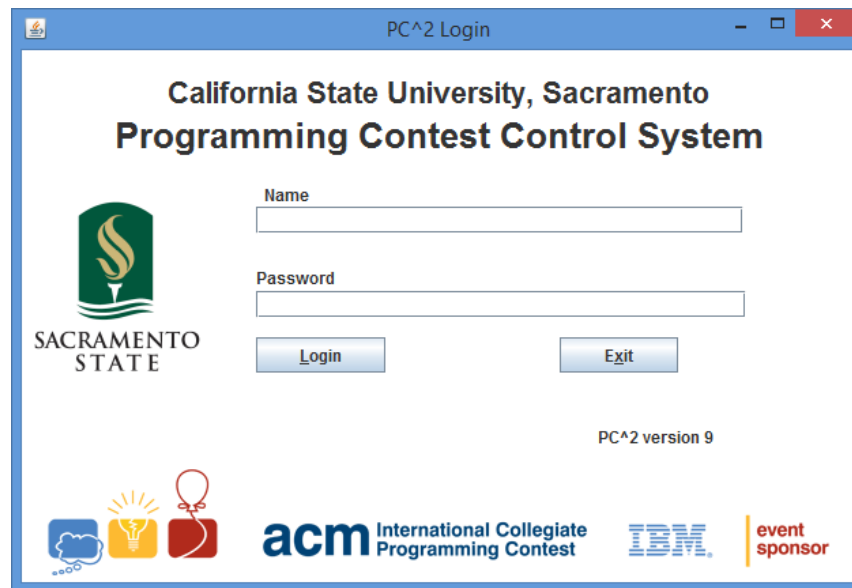 PC^2 Login
California State University, Sacramento
Programming Contest Control System
Name
Password
SACRAMENTO
STATE
Login
Exit
PC^2 version 9
acm International Collegiate
Programming Contest
IBM.
event
sponsor